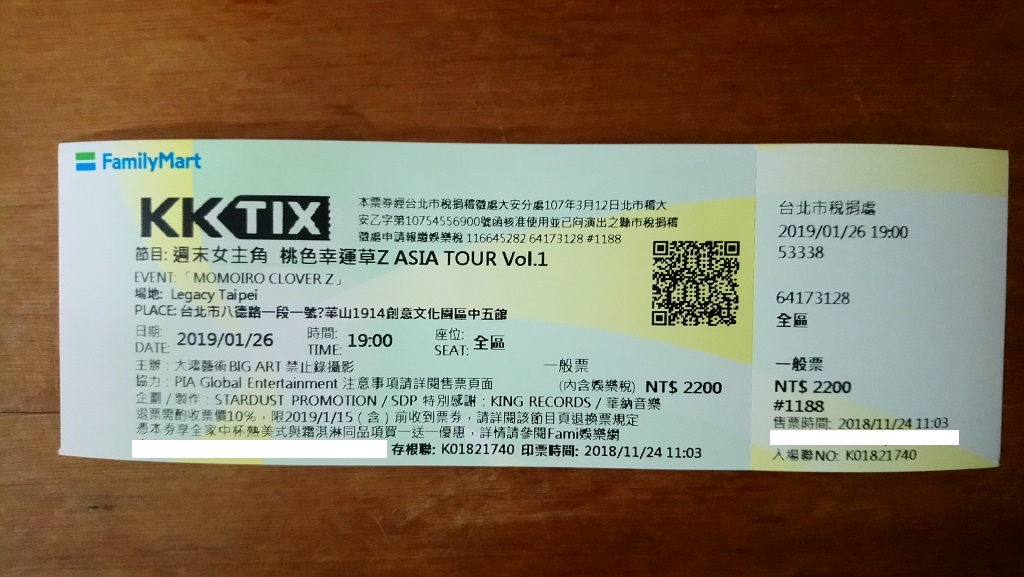 FamilyMart
KKTIX
本票券經台北市稅捐稽徵處大安分處107年3月12日北市稽大
安乙字第10754556900號函核准使用並已向演出之縣市稅捐稽
徵處申請報繳娛樂稅 116645282 64173128 #1188
節目: 週末女主角 桃色幸運草Z ASIA TOUR Vol.1
EVENT: 「MOMOIRO CLOVER Z」
場地: Legacy Taipei
PLACE: 台北市八德路一段一號?華山1914創意文化園區中五館
日期: 時間: 座位:
DATE: 2019/01/26 TIME: 19:00 SEAT: 全區
主辦 : 大鴻藝術BIG ART 禁止錄攝影 一般票
協力 : PIA Global Entertainment 注意事項請詳閱售票頁面 (內含娛樂稅) NT$ 2200
企劃 / 製作 : STARDUST PROMOTION / SDP 特別感謝 : KING RECORDS / 華納音樂
退票需酌收票價10%，限2019/1/15（含）前收到票券，請詳閱該節目頁退換票規定
憑本券享全家中杯熱美式與霜淇淋同品項買一送一優惠，詳情請參閱Fami娛樂網
存根聯: K01821740 印票時間: 2018/11/24 11:03
台北市稅捐處
2019/01/26 19:00
53338
64173128
全區
一般票
NT$ 2200
#1188
售票時間: 2018/11/24 11:03
入場聯NO: K01821740